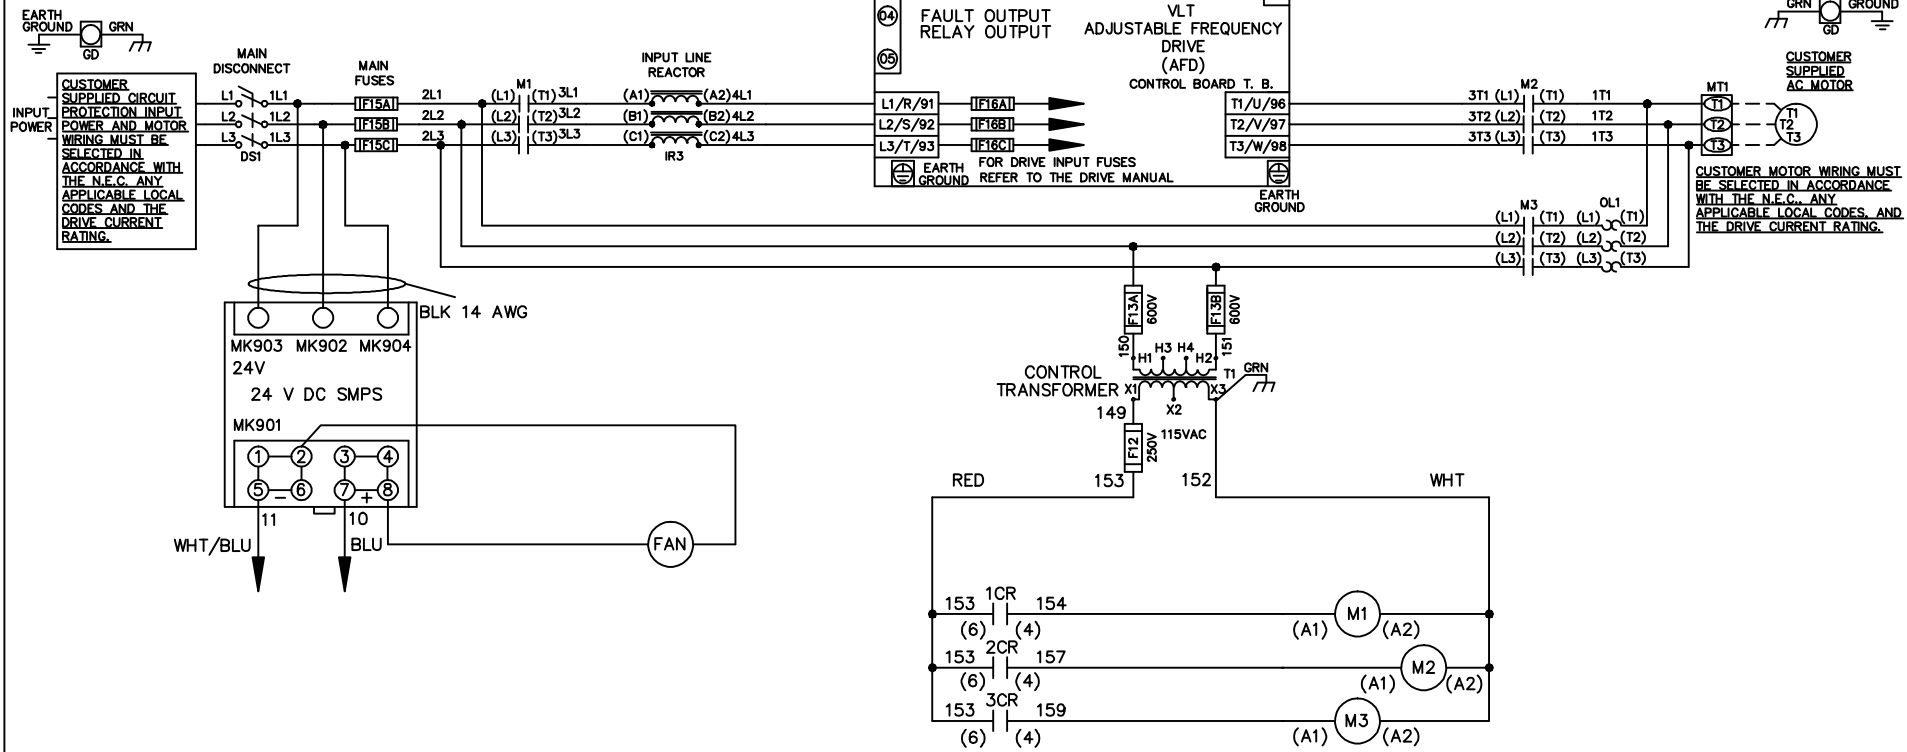 EARTH
GROUND
GRN
GD
MAIN
DISCONNECT
MAIN
FUSES
INPUT LINE
REACTOR
04
05
FAULT OUTPUT
RELAY OUTPUT
VLT
ADJUSTABLE FREQUENCY
DRIVE
(AFD)
CONTROL BOARD T. B.
GRN
GROUND
GD
CUSTOMER
SUPPLIED
AC MOTOR
INPUT
POWER
CUSTOMER
SUPPLIED CIRCUIT
PROTECTION INPUT
POWER AND MOTOR
WIRING MUST BE
SELECTED IN
ACCORDANCE WITH
THE N.E.C. ANY
APPLICABLE LOCAL
CODES AND THE
DRIVE CURRENT
RATING.
L1 1L1 F15A 2L1 (L1) M1 (T1) 3L1 (A1) (A2) 4L1 L1/R/91 F16A
L2 1L2 F15B 2L2 (L2) (T2) 3L2 (B1) (B2) 4L2 L2/S/92 F16B
L3 1L3 F15C 2L3 (L3) (T3) 3L3 (C1) (C2) 4L3 L3/T/93 F16C
DS1
IR3
T1/U/96 3T1 (L1) M2 (T1) 1T1 MT1 T1 T1
T2/V/97 3T2 (L2) (T2) 1T2 T2 T2
T3/W/98 3T3 (L3) (T3) 1T3 T3 T3
EARTH
GROUND
FOR DRIVE INPUT FUSES
REFER TO THE DRIVE MANUAL
EARTH
GROUND
CUSTOMER MOTOR WIRING MUST
BE SELECTED IN ACCORDANCE
WITH THE N.E.C., ANY
APPLICABLE LOCAL CODES, AND
THE DRIVE CURRENT RATING.
M3 OL1
(L1) (T1) (L1) (T1)
(L2) (T2) (L2) (T2)
(L3) (T3) (L3) (T3)
BLK 14 AWG
MK903 MK902 MK904
24V
24 V DC SMPS
MK901
1 2 3 4
5 − 6 7 + 8
11 10
WHT/BLU BLU
FAN
F13A 600V F13B 600V
150 151
H1 H3 H4 H2
CONTROL
TRANSFORMER
T1 GRN
X1 X2 X3
149
115VAC
F12 250V
153 152
RED WHT
153 1CR 154
(6) (4) (A1) M1 (A2)
153 2CR 157
(6) (4) (A1) M2 (A2)
153 3CR 159
(6) (4) (A1) M3 (A2)